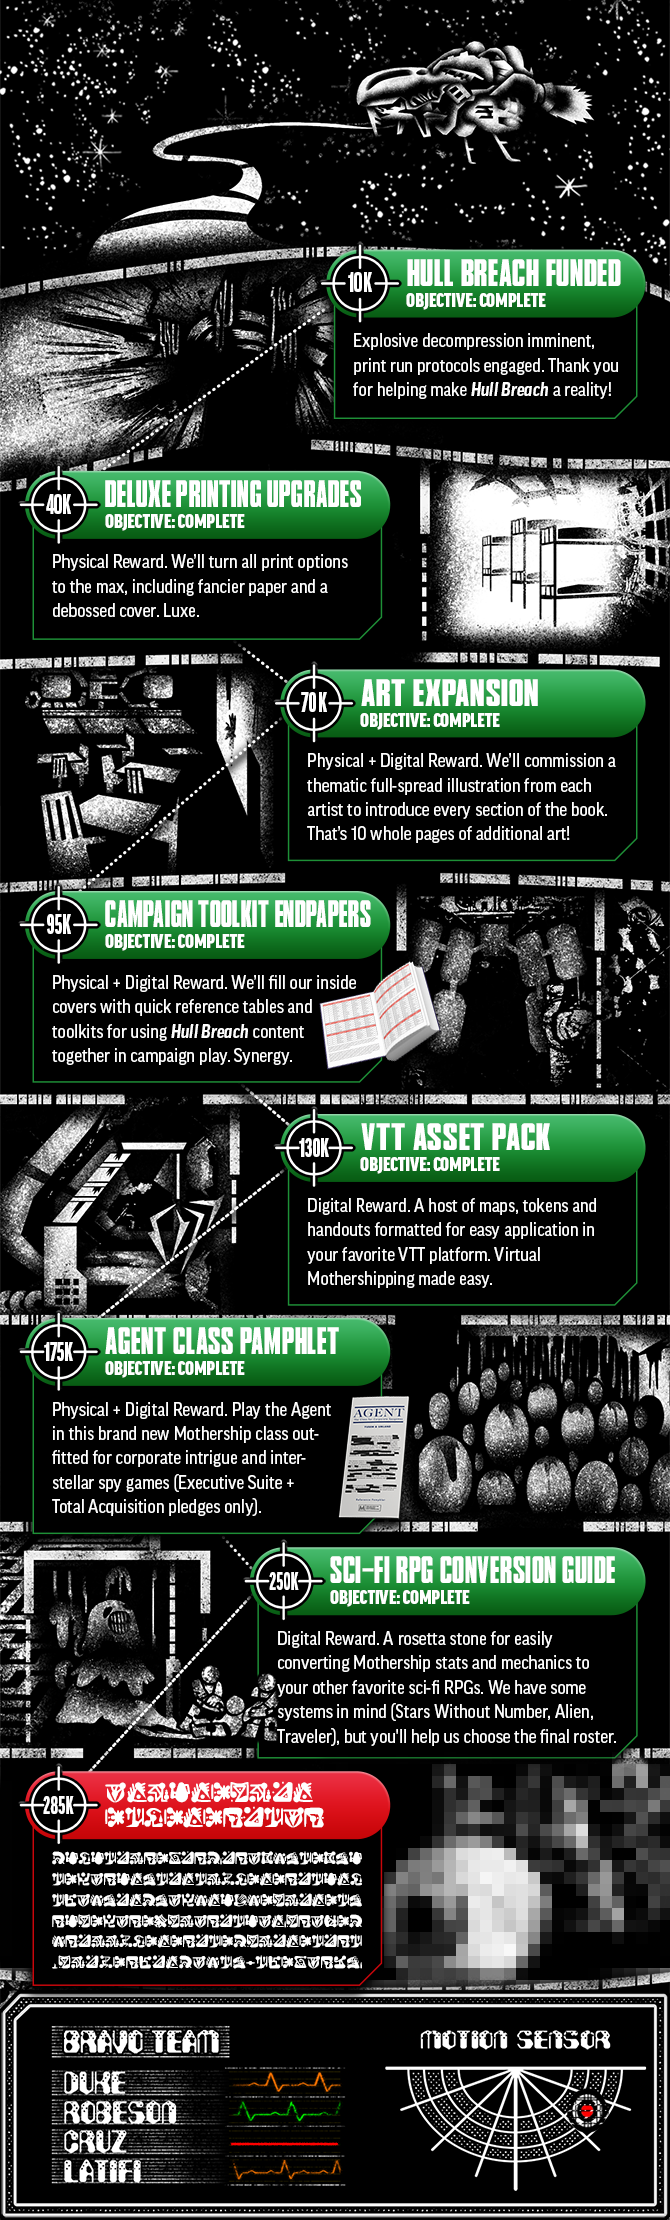 10K
HULL BREACH FUNDED
OBJECTIVE: COMPLETE
Explosive decompression imminent,
print run protocols engaged. Thank you
for helping make Hull Breach a reality!
40K
DELUXE PRINTING UPGRADES
OBJECTIVE: COMPLETE
Physical Reward. We'll turn all print options
to the max, including fancier paper and a
debossed cover. Luxe.
70K
ART EXPANSION
OBJECTIVE: COMPLETE
Physical + Digital Reward. We'll commission a
thematic full-spread illustration from each
artist to introduce every section of the book.
That's 10 whole pages of additional art!
95K
CAMPAIGN TOOLKIT ENDPAPERS
OBJECTIVE: COMPLETE
Physical + Digital Reward. We'll fill our inside
covers with quick reference tables and
toolkits for using Hull Breach content
together in campaign play. Synergy.
130K
VTT ASSET PACK
OBJECTIVE: COMPLETE
Digital Reward. A host of maps, tokens and
handouts formatted for easy application in
your favorite VTT platform. Virtual
Mothershipping made easy.
175K
AGENT CLASS PAMPHLET
OBJECTIVE: COMPLETE
Physical + Digital Reward. Play the Agent
in this brand new Mothership class out-
fitted for corporate intrigue and inter-
stellar spy games (Executive Suite +
Total Acquisition pledges only).
AGENT
250K
SCI-FI RPG CONVERSION GUIDE
OBJECTIVE: COMPLETE
Digital Reward. A rosetta stone for easily
converting Mothership stats and mechanics to
your other favorite sci-fi RPGs. We have some
systems in mind (Stars Without Number, Alien,
Traveler), but you'll help us choose the final roster.
285K
BRAVO TEAM
DUKE
ROBESON
CRUZ
LATIFI
MOTION SENSOR